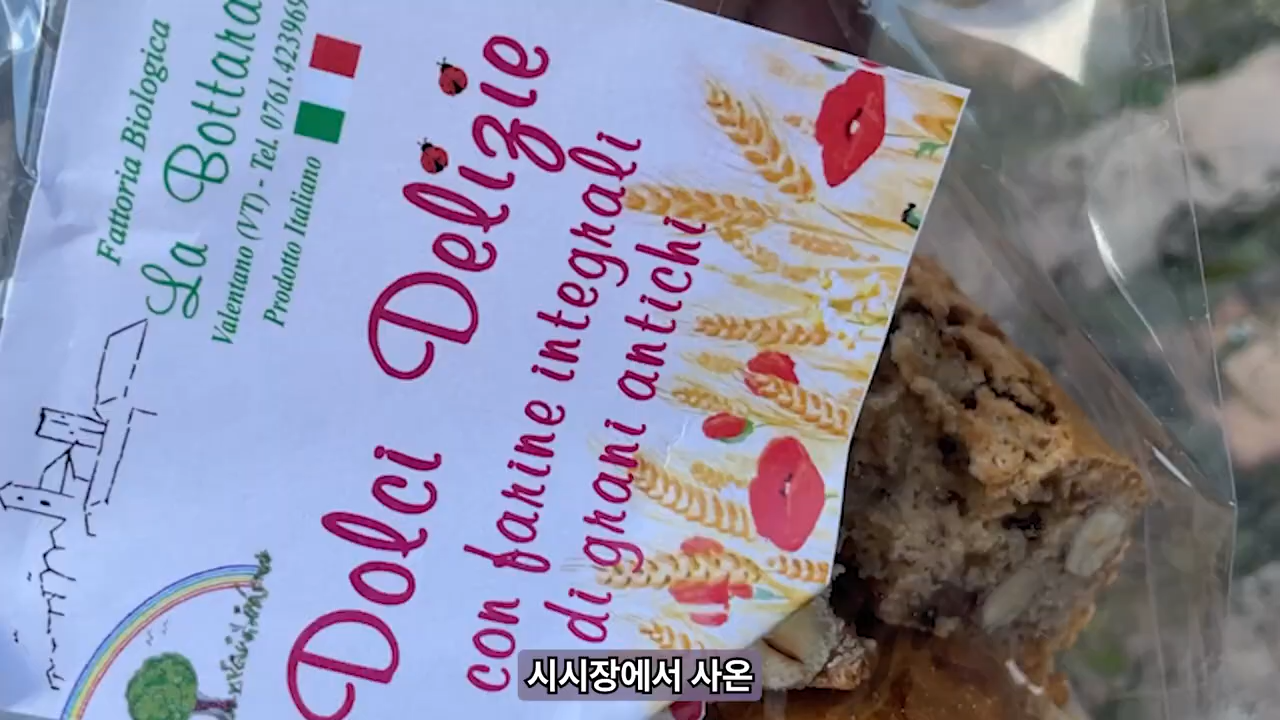 Fattoria Biologica
La Bottara
Valentano (VT) - Tel. 0761.423969
Prodotto Italiano
Dolci Delizie
con farine integrali
di grani antichi
시시장에서 사온